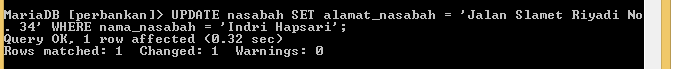 MariaDB [perbankan]> UPDATE nasabah SET alamat_nasabah = 'Jalan Slamet Riyadi No
. 34' WHERE nama_nasabah = 'Indri Hapsari';
Query OK, 1 row affected (0.32 sec)
Rows matched: 1  Changed: 1  Warnings: 0